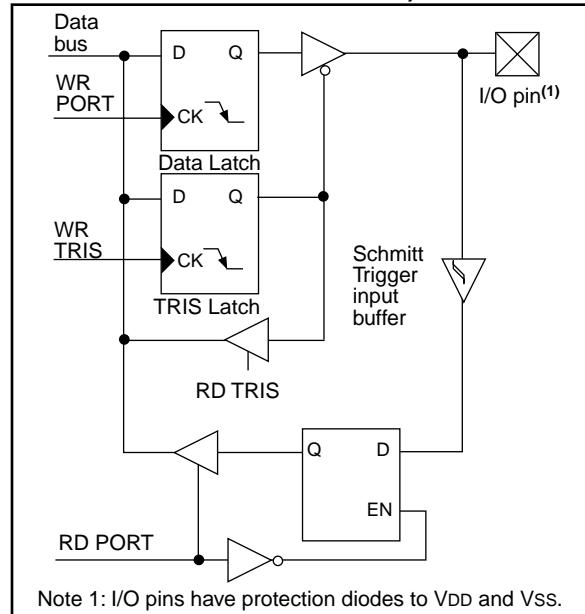 Data
bus
D Q
WR
PORT
CK
I/O pin(1)
Data Latch
D Q
WR
TRIS
CK
Schmitt
Trigger
input
buffer
TRIS Latch
RD TRIS
Q D
EN
RD PORT
Note 1: I/O pins have protection diodes to VDD and VSS.